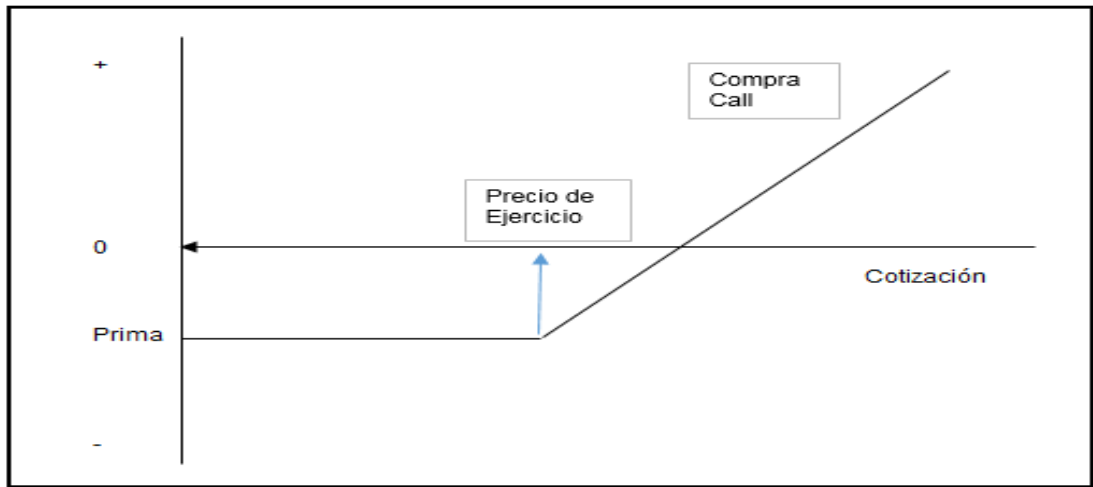 +
Compra
Call
Precio de
Ejercicio
0
Cotización
Prima
-